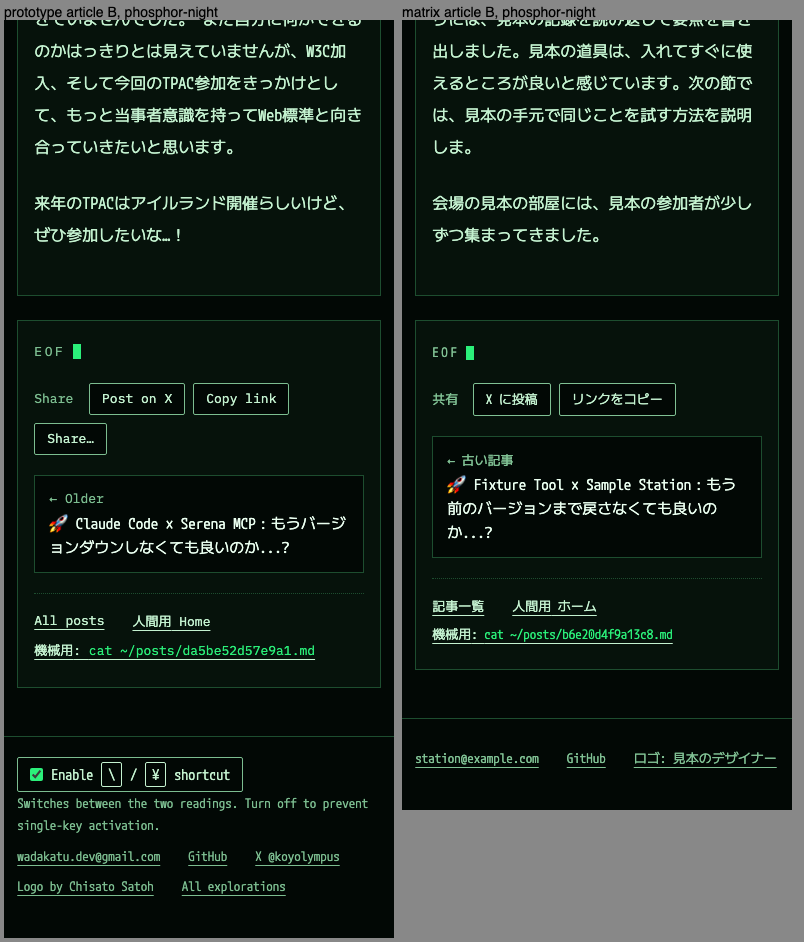 prototype article B, phosphor-night
のかはっきりとは見えていませんが、W3C加
入、そして今回のTPAC参加をきっかけとし
て、もっと当事者意識を持ってWeb標準と向き
合っていきたいと思います。
来年のTPACはアイルランド開催らしいけど、
ぜひ参加したいな…！
EOF
Share Post on X Copy link
Share…
← Older
🚀 Claude Code × Serena MCP：もうバージ
ョンダウンしなくても良いのか...？
All posts 人間用 Home
機械用: cat ~/posts/da5be52d57e9a1.md
Enable \ / ¥ shortcut
Switches between the two readings. Turn off to prevent
single-key activation.
wadakatu.dev@gmail.com GitHub X @koyolympus
Logo by Chisato Satoh All explorations
matrix article B, phosphor-night
出しました。見本の道具は、入れてすぐに使
えるところが良いと感じています。次の節で
は、見本の手元で同じことを試す方法を説明
しま。
会場の見本の部屋には、見本の参加者が少し
ずつ集まってきました。
EOF
共有 X に投稿 リンクをコピー
← 古い記事
🚀 Fixture Tool × Sample Station：もう
前のバージョンまで戻さなくても良いの
か...？
記事一覧 人間用 ホーム
機械用: cat ~/posts/b6e20d4f9a13c8.md
station@example.com GitHub ロゴ: 見本のデザイナー